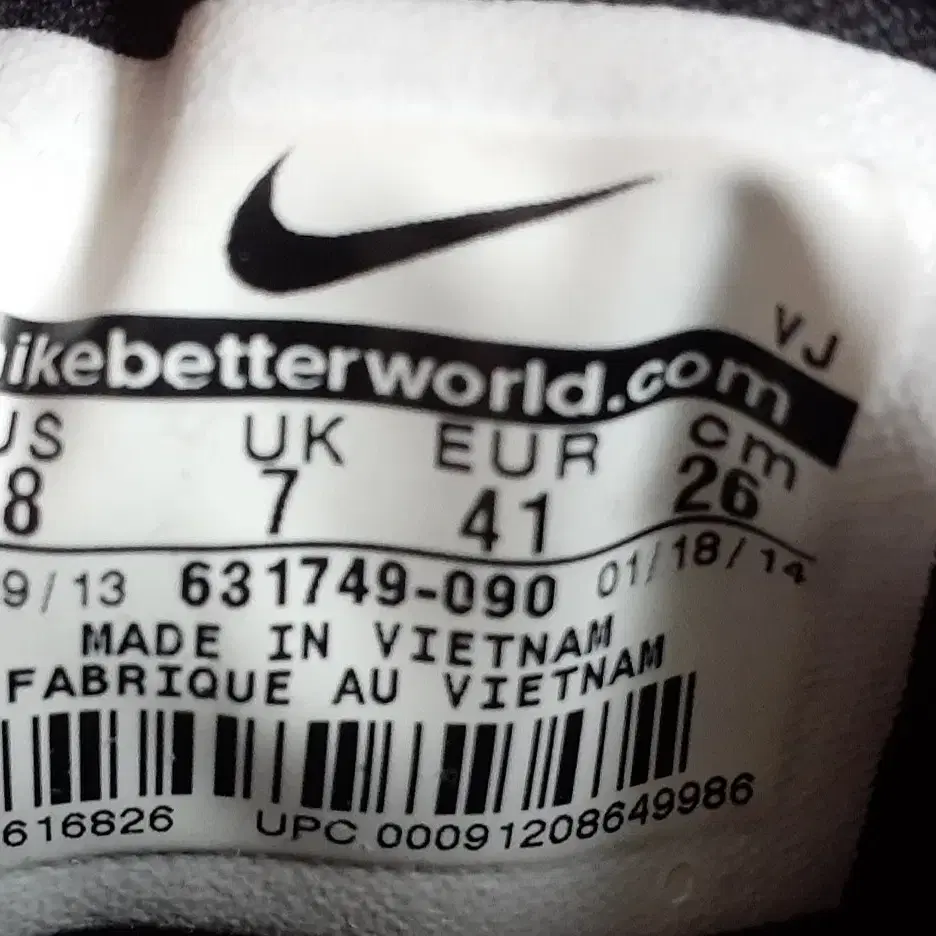 VJ
ikebetterworld.com
US UK EUR cm
8 7 41 26
9/13 631749-090 01/18/14
MADE IN VIETNAM
FABRIQUE AU VIETNAM
616826 UPC 00091208649986